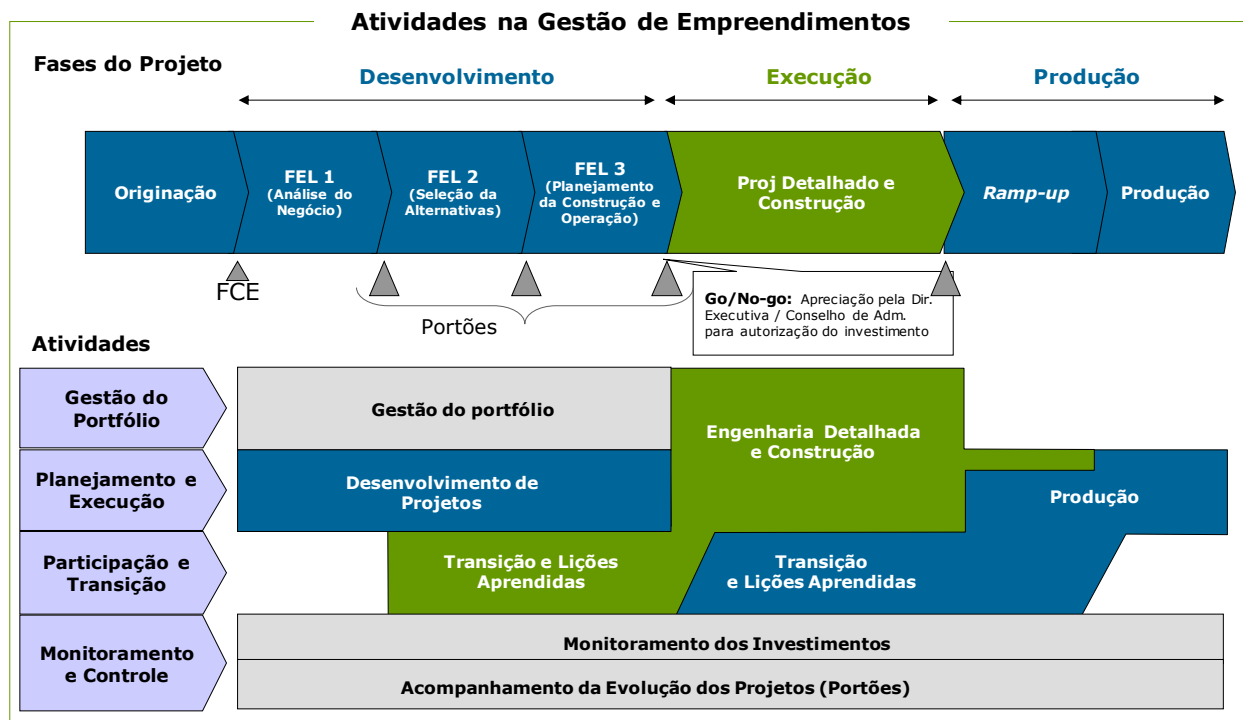 Atividades na Gestão de Empreendimentos
Fases do Projeto
Desenvolvimento
Execução
Produção
Originação
FEL 1
(Análise do
Negócio)
FEL 2
(Seleção da
Alternativas)
FEL 3
(Planejamento
da Construção e
Operação)
Proj Detalhado e
Construção
Ramp-up
Produção
FCE
Portões
Go/No-go: Apreciação pela Dir.
Executiva / Conselho de Adm.
para autorização do investimento
Atividades
Gestão do
Portfólio
Gestão do portfólio
Engenharia Detalhada
e Construção
Planejamento e
Execução
Desenvolvimento de
Projetos
Produção
Participação e
Transição
Transição e Lições
Aprendidas
Transição
e Lições Aprendidas
Monitoramento
e Controle
Monitoramento dos Investimentos
Acompanhamento da Evolução dos Projetos (Portões)